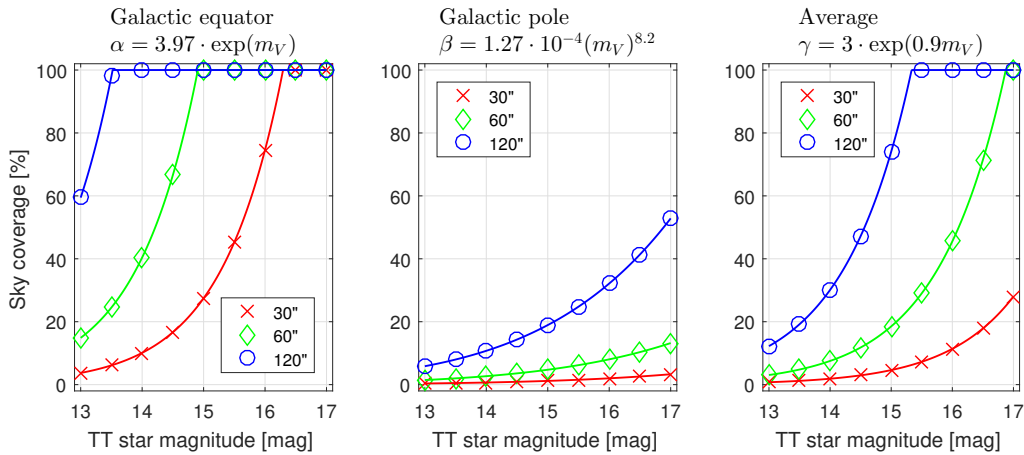 Galactic equator
α = 3.97 · exp(m_V)
Galactic pole
β = 1.27 · 10^−4(m_V)^8.2
Average
γ = 3 · exp(0.9m_V)
Sky coverage [%]
100
80
60
40
20
0
13 14 15 16 17
TT star magnitude [mag]
30"
60"
120"
100
80
60
40
20
0
13 14 15 16 17
TT star magnitude [mag]
30"
60"
120"
100
80
60
40
20
0
13 14 15 16 17
TT star magnitude [mag]
30"
60"
120"